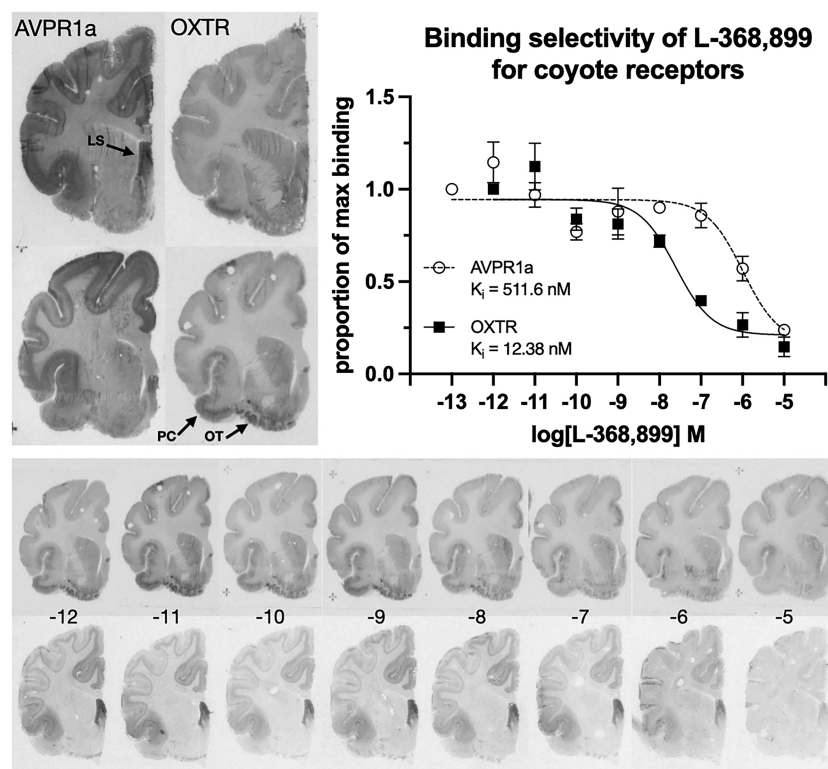 AVPR1a OXTR
LS
PC OT
Binding selectivity of L-368,899
for coyote receptors
proportion of max binding
1.5
1.0
0.5
0.0
AVPR1a
Ki = 511.6 nM
OXTR
Ki = 12.38 nM
-13 -12 -11 -10 -9 -8 -7 -6 -5
log[L-368,899] M
-12 -11 -10 -9 -8 -7 -6 -5